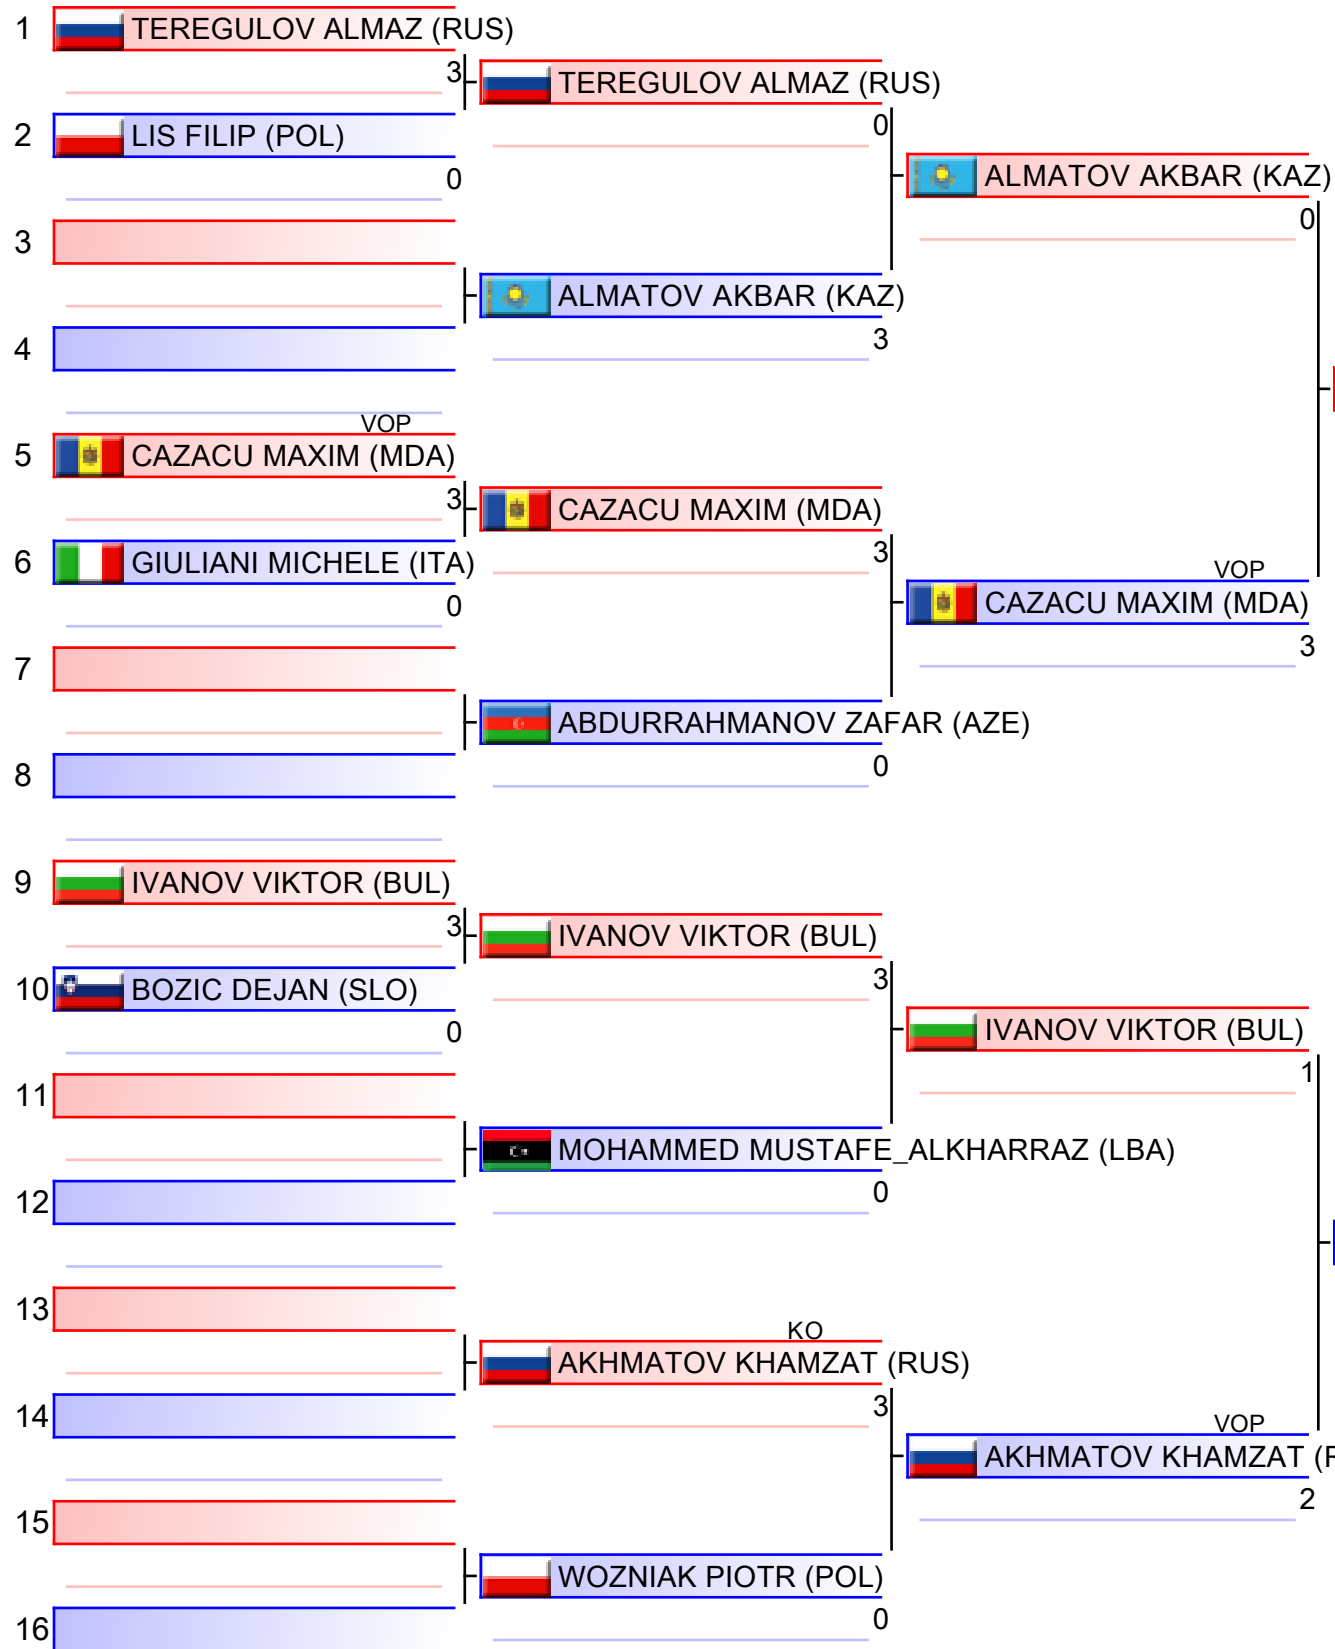 1 TEREGULOV ALMAZ (RUS)
3 TEREGULOV ALMAZ (RUS)
2 LIS FILIP (POL)
0
0
ALMATOV AKBAR (KAZ)
0
3
ALMATOV AKBAR (KAZ)
3
4
VOP
5 CAZACU MAXIM (MDA)
3 CAZACU MAXIM (MDA)
6 GIULIANI MICHELE (ITA)
3
VOP
0
CAZACU MAXIM (MDA)
3
7
ABDURRAHMANOV ZAFAR (AZE)
0
8
9 IVANOV VIKTOR (BUL)
3 IVANOV VIKTOR (BUL)
10 BOZIC DEJAN (SLO)
3
0
IVANOV VIKTOR (BUL)
1
11
MOHAMMED MUSTAFE_ALKHARRAZ (LBA)
0
12
13
KO
AKHMATOV KHAMZAT (RUS)
3
14
VOP
AKHMATOV KHAMZAT (
2
15
WOZNIAK PIOTR (POL)
0
16